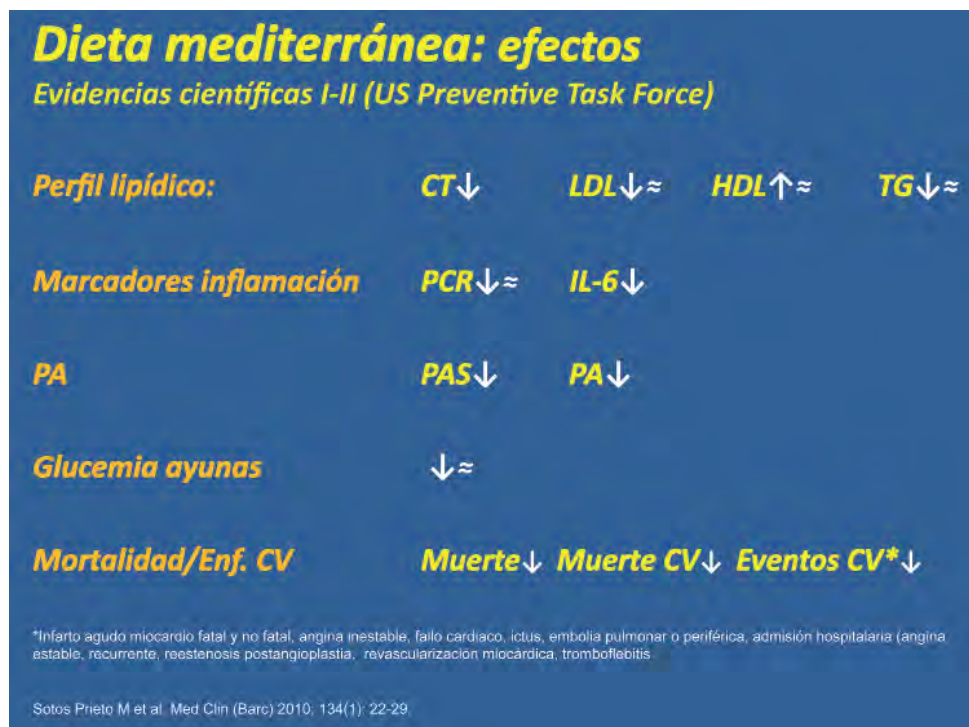 Dieta mediterránea: efectos
Evidencias científicas I-II (US Preventive Task Force)
Perfil lipídico: CT↓ LDL↓≈ HDL↑≈ TG↓≈
Marcadores inflamación PCR↓≈ IL-6↓
PA PAS↓ PA↓
Glucemia ayunas ↓≈
Mortalidad/Enf. CV Muerte↓ Muerte CV↓ Eventos CV*↓
*Infarto agudo miocardio fatal y no fatal, angina inestable, fallo cardiaco, ictus, embolia pulmonar o periférica, admisión hospitalaria (angina
estable, recurrente, reestenosis postangioplastia, revascularización miocárdica, tromboflebitis
Sotos Prieto M et al. Med Clin (Barc) 2010; 134(1): 22-29